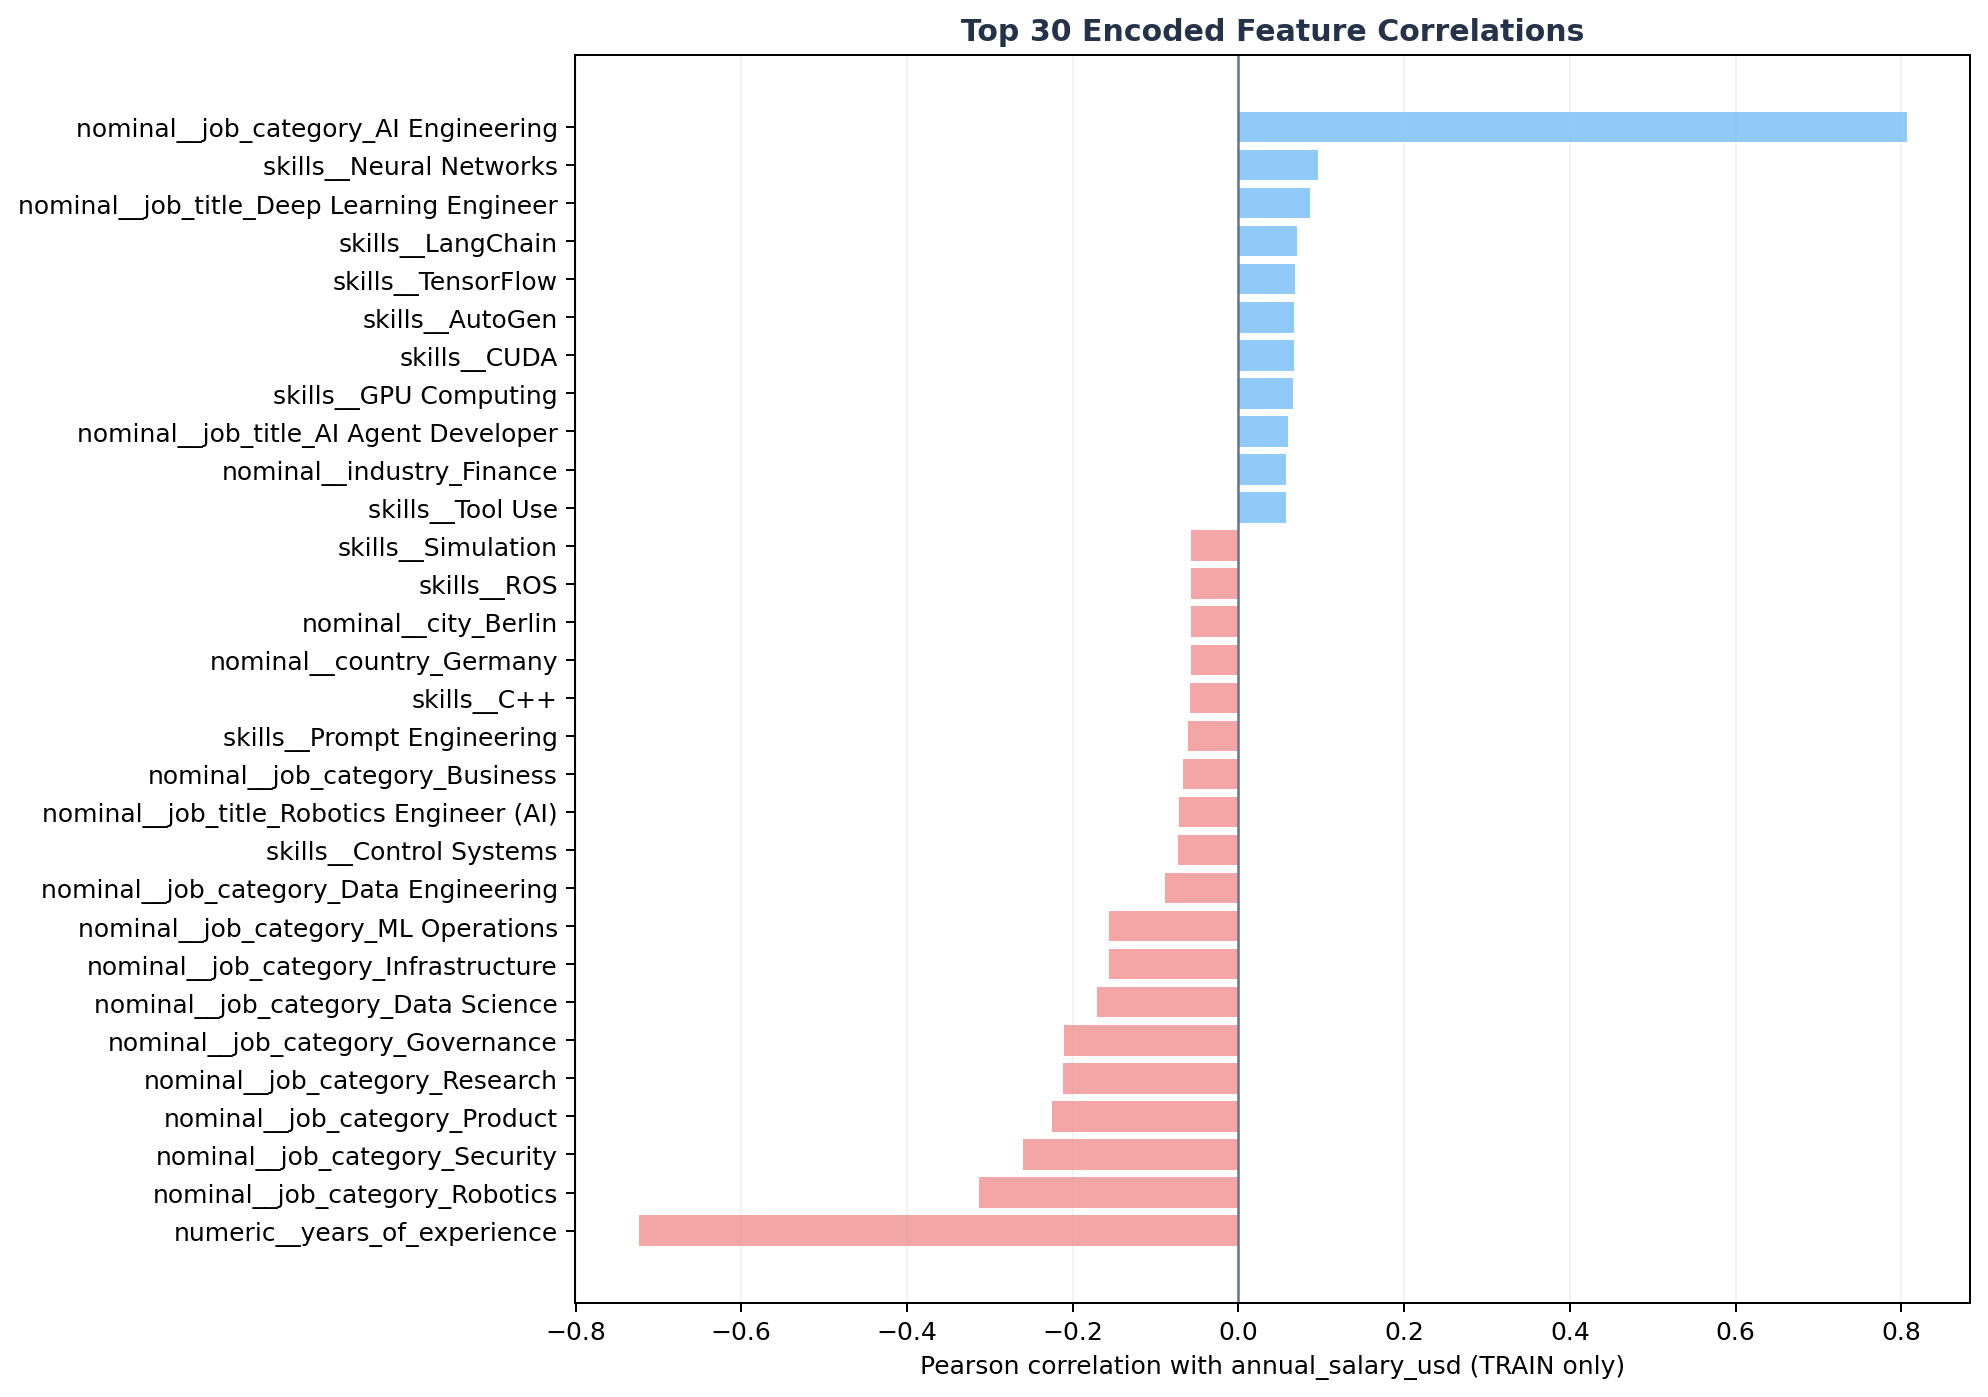 Top 30 Encoded Feature Correlations
nominal__job_category_AI Engineering
skills__Neural Networks
nominal__job_title_Deep Learning Engineer
skills__LangChain
skills__TensorFlow
skills__AutoGen
skills__CUDA
skills__GPU Computing
nominal__job_title_AI Agent Developer
nominal__industry_Finance
skills__Tool Use
skills__Simulation
skills__ROS
nominal__city_Berlin
nominal__country_Germany
skills__C++
skills__Prompt Engineering
nominal__job_category_Business
nominal__job_title_Robotics Engineer (AI)
skills__Control Systems
nominal__job_category_Data Engineering
nominal__job_category_ML Operations
nominal__job_category_Infrastructure
nominal__job_category_Data Science
nominal__job_category_Governance
nominal__job_category_Research
nominal__job_category_Product
nominal__job_category_Security
nominal__job_category_Robotics
numeric__years_of_experience
−0.8 −0.6 −0.4 −0.2 0.0 0.2 0.4 0.6 0.8
Pearson correlation with annual_salary_usd (TRAIN only)